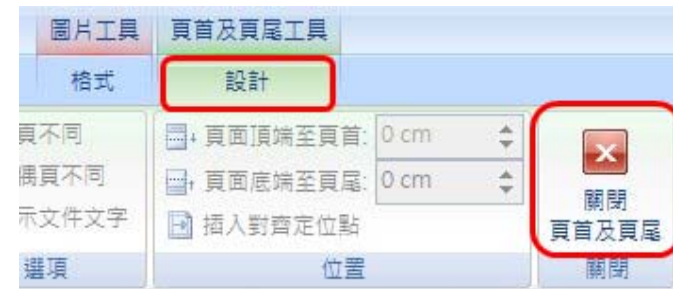 圖片工具 頁首及頁尾工具
格式 設計
頁不同
偶頁不同
示文件文字
選項
頁面頂端至頁首: 0 cm
頁面底端至頁尾: 0 cm
插入對齊定位點
位置
關閉
頁首及頁尾
關閉